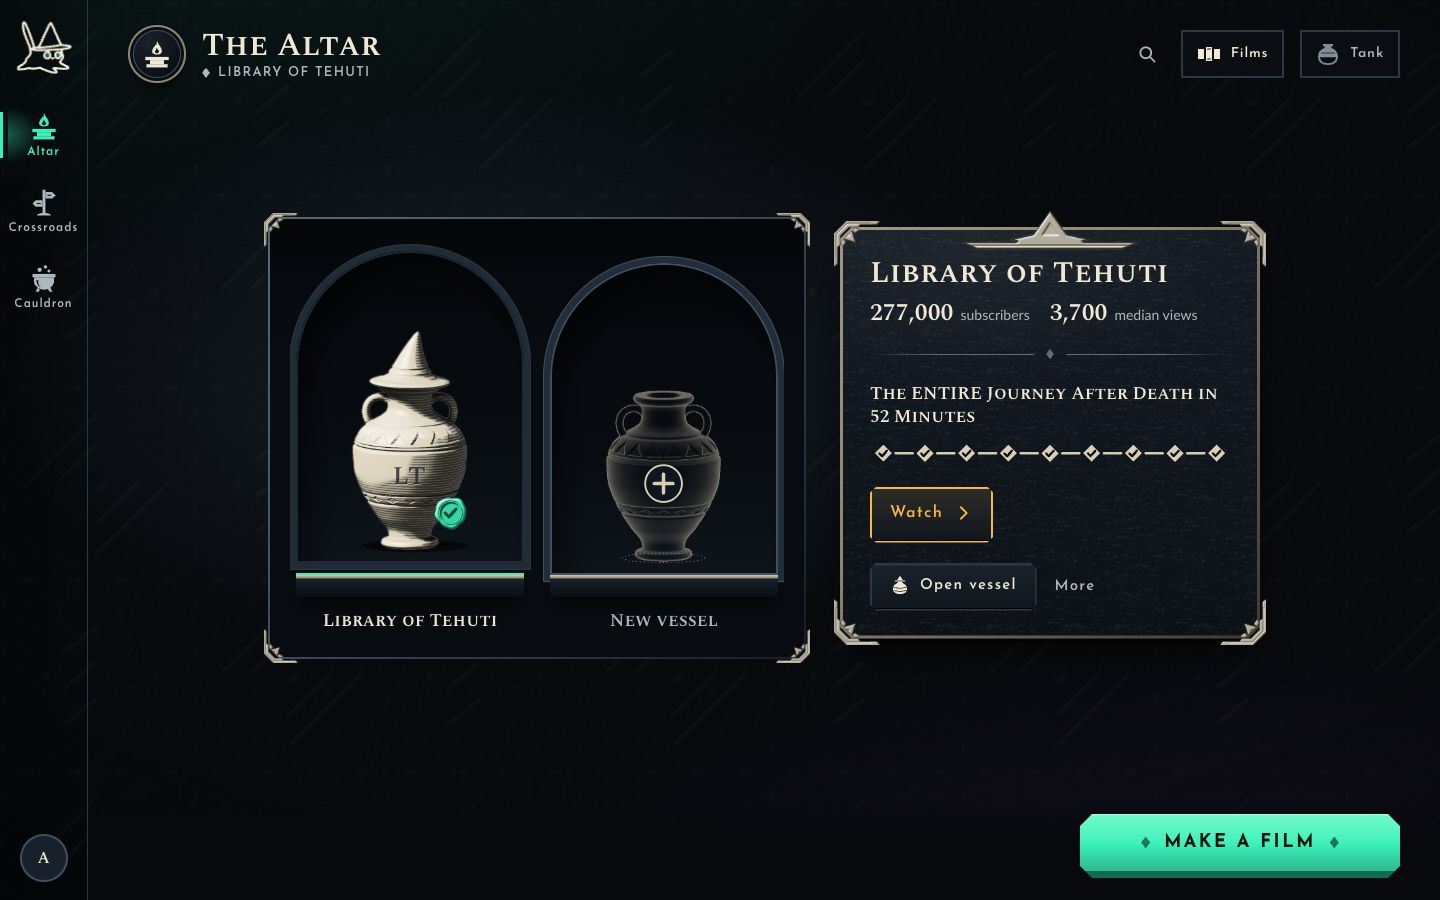 The Altar
LIBRARY OF TEHUTI
Films
Tank
Altar
Crossroads
Cauldron
LT
Library of Tehuti
New vessel
Library of Tehuti
277,000 subscribers 3,700 median views
The ENTIRE Journey After Death in
52 Minutes
Watch
Open vessel
More
A
MAKE A FILM